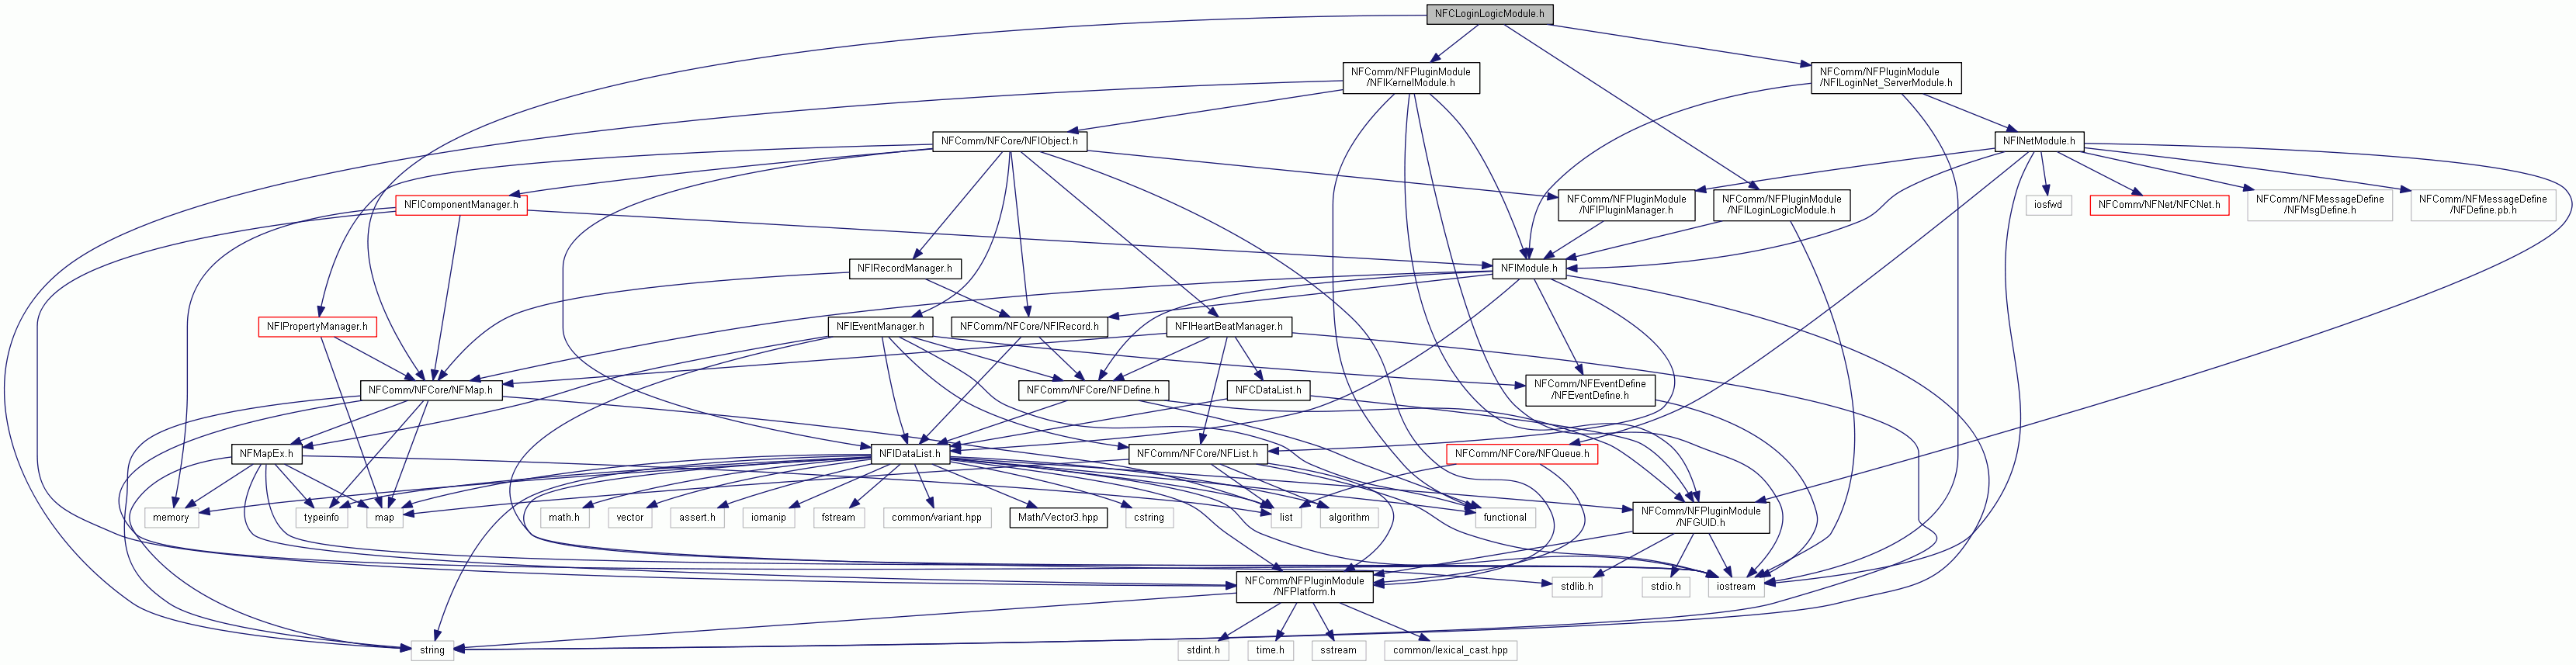 NFCLoginLogicModule.h
NFComm/NFPluginModule
/NFIKernelModule.h
NFComm/NFPluginModule
/NFILoginNet_ServerModule.h
NFComm/NFCore/NFIObject.h
NFINetModule.h
NFIComponentManager.h
NFComm/NFPluginModule
/NFIPluginManager.h
NFComm/NFPluginModule
/NFILoginLogicModule.h
iosfwd
NFComm/NFNet/NFCNet.h
NFComm/NFMessageDefine
/NFMsgDefine.h
NFComm/NFMessageDefine
/NFDefine.pb.h
NFIRecordManager.h
NFIModule.h
NFIPropertyManager.h
NFIEventManager.h
NFComm/NFCore/NFIRecord.h
NFIHeartBeatManager.h
NFComm/NFCore/NFMap.h
NFComm/NFCore/NFDefine.h
NFCDataList.h
NFComm/NFEventDefine
/NFEventDefine.h
NFMapEx.h
NFIDataList.h
NFComm/NFCore/NFList.h
NFComm/NFCore/NFQueue.h
memory
typeinfo
map
math.h
vector
assert.h
iomanip
fstream
common/variant.hpp
Math/Vector3.hpp
cstring
list
algorithm
functional
NFComm/NFPluginModule
/NFGUID.h
NFComm/NFPluginModule
/NFPlatform.h
stdlib.h
stdio.h
iostream
string
stdint.h
time.h
sstream
common/lexical_cast.hpp